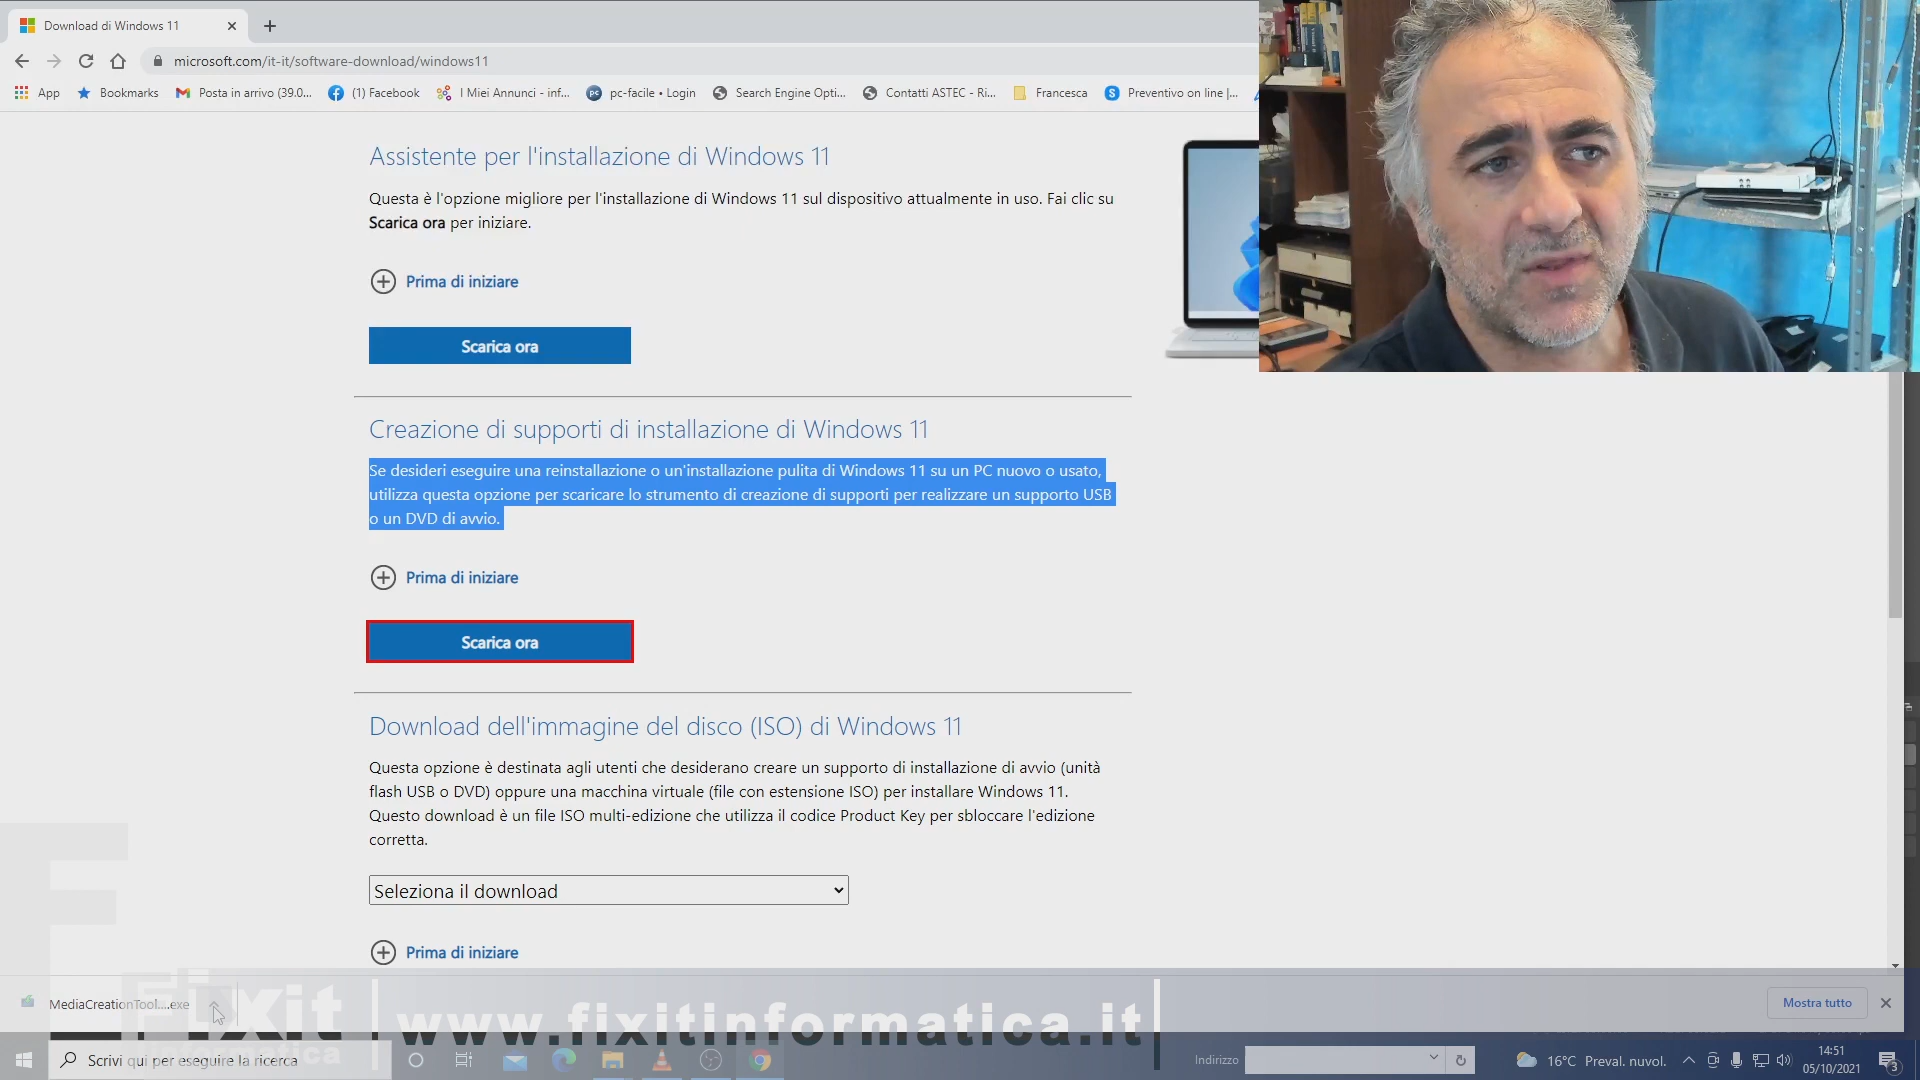 Download di Windows 11
microsoft.com/it-it/software-download/windows11
App
Bookmarks
Posta in arrivo (39.0...
(1) Facebook
I Miei Annunci - inf...
pc-facile • Login
Search Engine Opti...
Contatti ASTEC - Ri...
Francesca
Preventivo on line |...
Assistente per l'installazione di Windows 11
Questa è l'opzione migliore per l'installazione di Windows 11 sul dispositivo attualmente in uso. Fai clic su
Scarica ora per iniziare.
Prima di iniziare
Scarica ora
Creazione di supporti di installazione di Windows 11
Se desideri eseguire una reinstallazione o un'installazione pulita di Windows 11 su un PC nuovo o usato,
utilizza questa opzione per scaricare lo strumento di creazione di supporti per realizzare un supporto USB
o un DVD di avvio.
Prima di iniziare
Scarica ora
Download dell'immagine del disco (ISO) di Windows 11
Questa opzione è destinata agli utenti che desiderano creare un supporto di installazione di avvio (unità
flash USB o DVD) oppure una macchina virtuale (file con estensione ISO) per installare Windows 11.
Questo download è un file ISO multi-edizione che utilizza il codice Product Key per sbloccare l'edizione
corretta.
Seleziona il download
Prima di iniziare
MediaCreationTool....exe
Mostra tutto
Fixit
informatica
www.fixitinformatica.it
Scrivi qui per eseguire la ricerca
Indirizzo
16°C Preval. nuvol.
14:51
05/10/2021
3